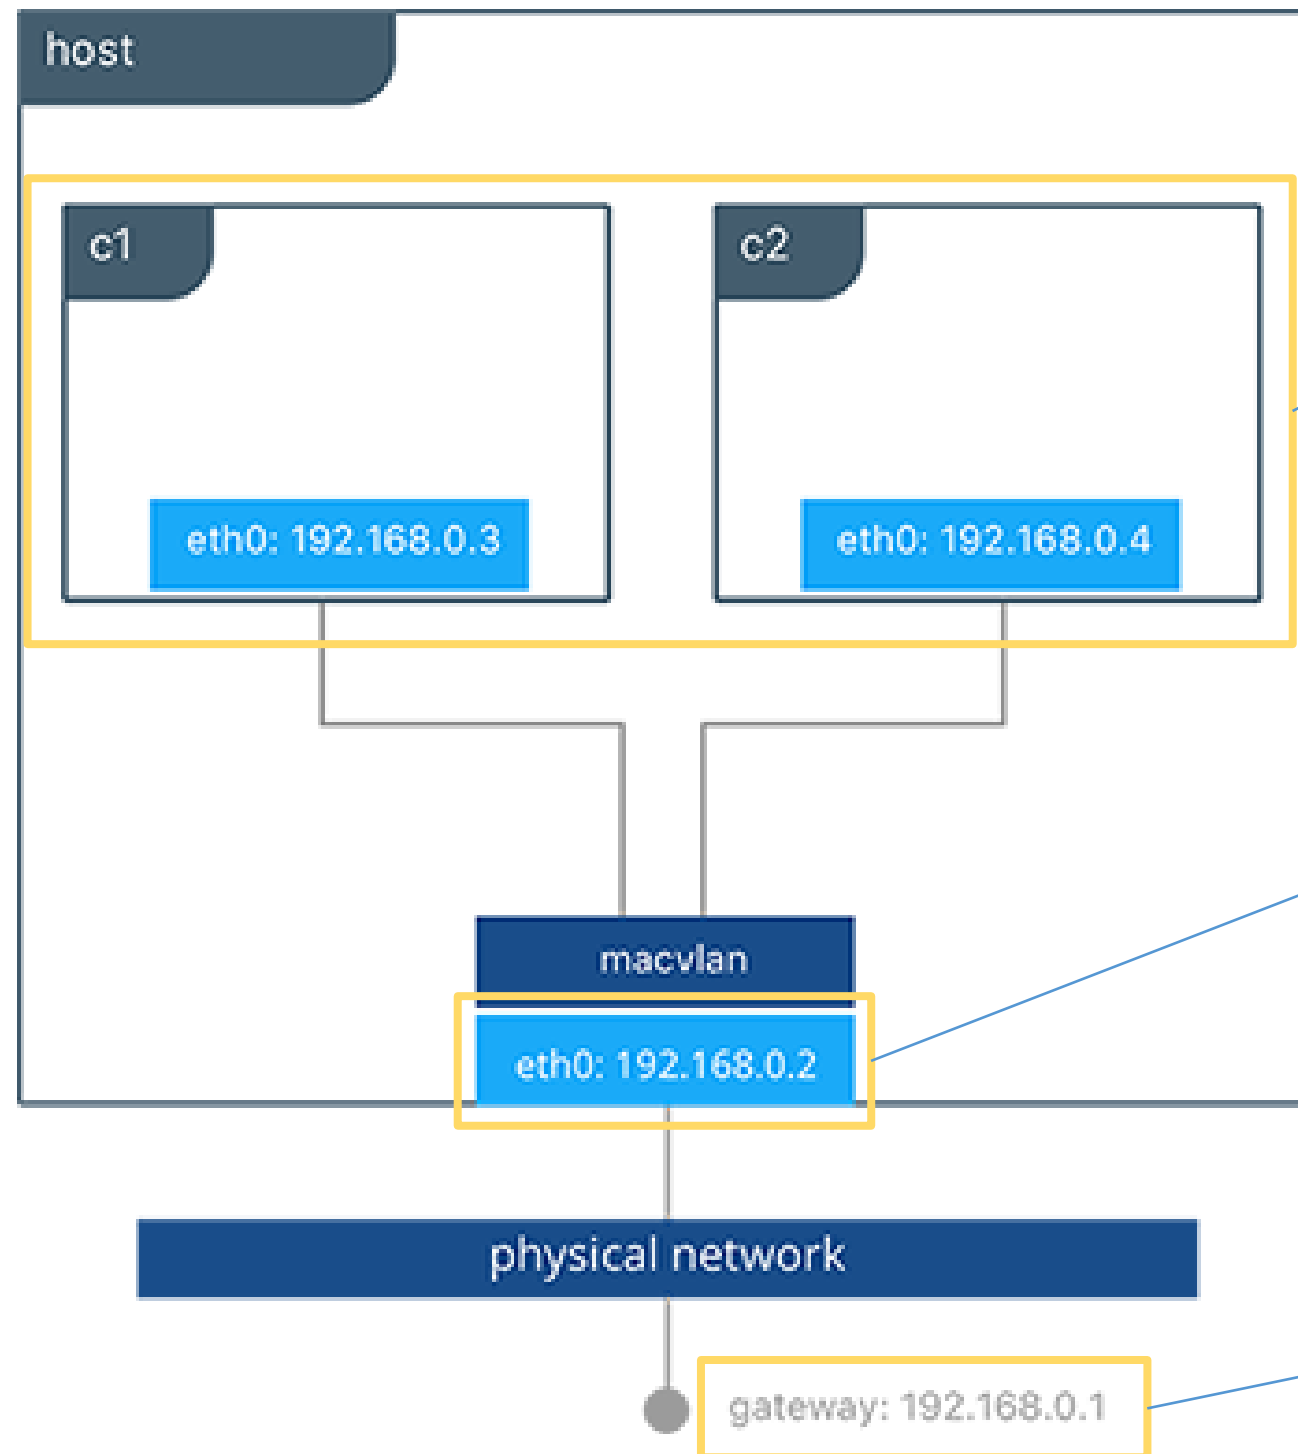 host
c1
c2
eth0: 192.168.0.3
eth0: 192.168.0.4
macvlan
eth0: 192.168.0.2
physical network
gateway: 192.168.0.1